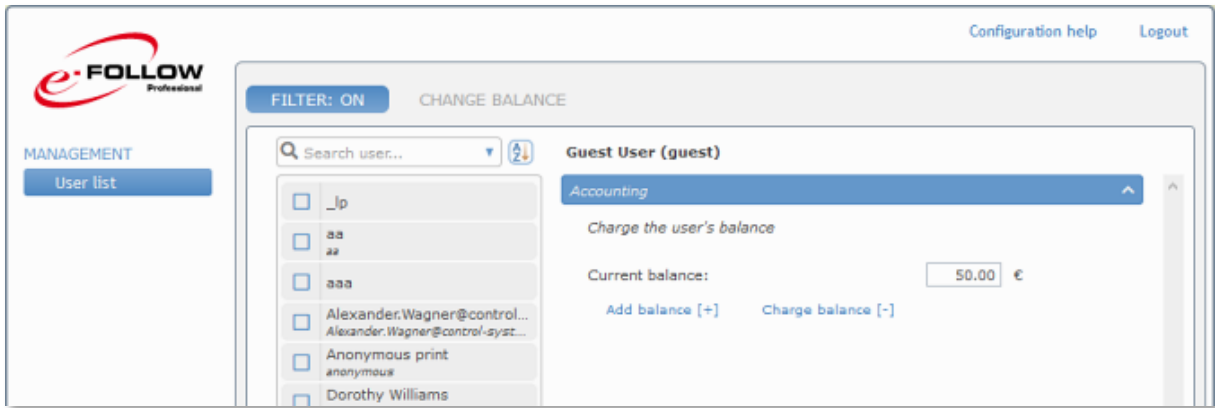 Configuration help Logout
e-FOLLOW
Professional
FILTER: ON CHANGE BALANCE
MANAGEMENT
User list
Search user...
Guest User (guest)
_lp
Accounting
aa
aa
Charge the user's balance
aaa
Current balance: 50.00 €
Add balance [+] Charge balance [-]
Alexander.Wagner@control...
Alexander.Wagner@control-syst...
Anonymous print
anonymous
Dorothy Williams